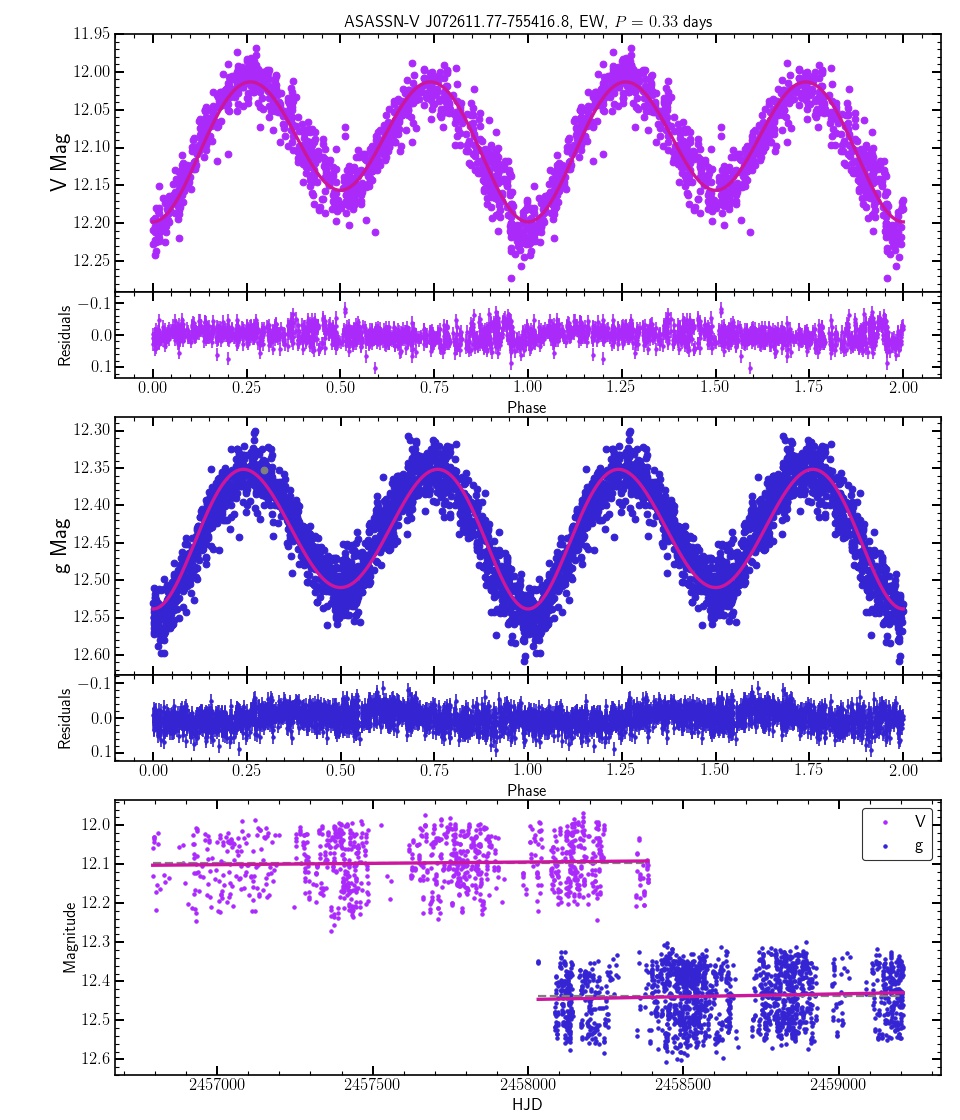 ASASSN-V J072611.77-755416.8, EW, P = 0.33 days
11.95
12.00
12.05
12.10
12.15
12.20
12.25
V Mag
−0.1
0.0
0.1
Residuals
0.00 0.25 0.50 0.75 1.00 1.25 1.50 1.75 2.00
Phase
12.30
12.35
12.40
12.45
12.50
12.55
12.60
g Mag
−0.1
0.0
0.1
Residuals
0.00 0.25 0.50 0.75 1.00 1.25 1.50 1.75 2.00
Phase
12.0
12.1
12.2
12.3
12.4
12.5
12.6
Magnitude
V
g
2457000 2457500 2458000 2458500 2459000
HJD